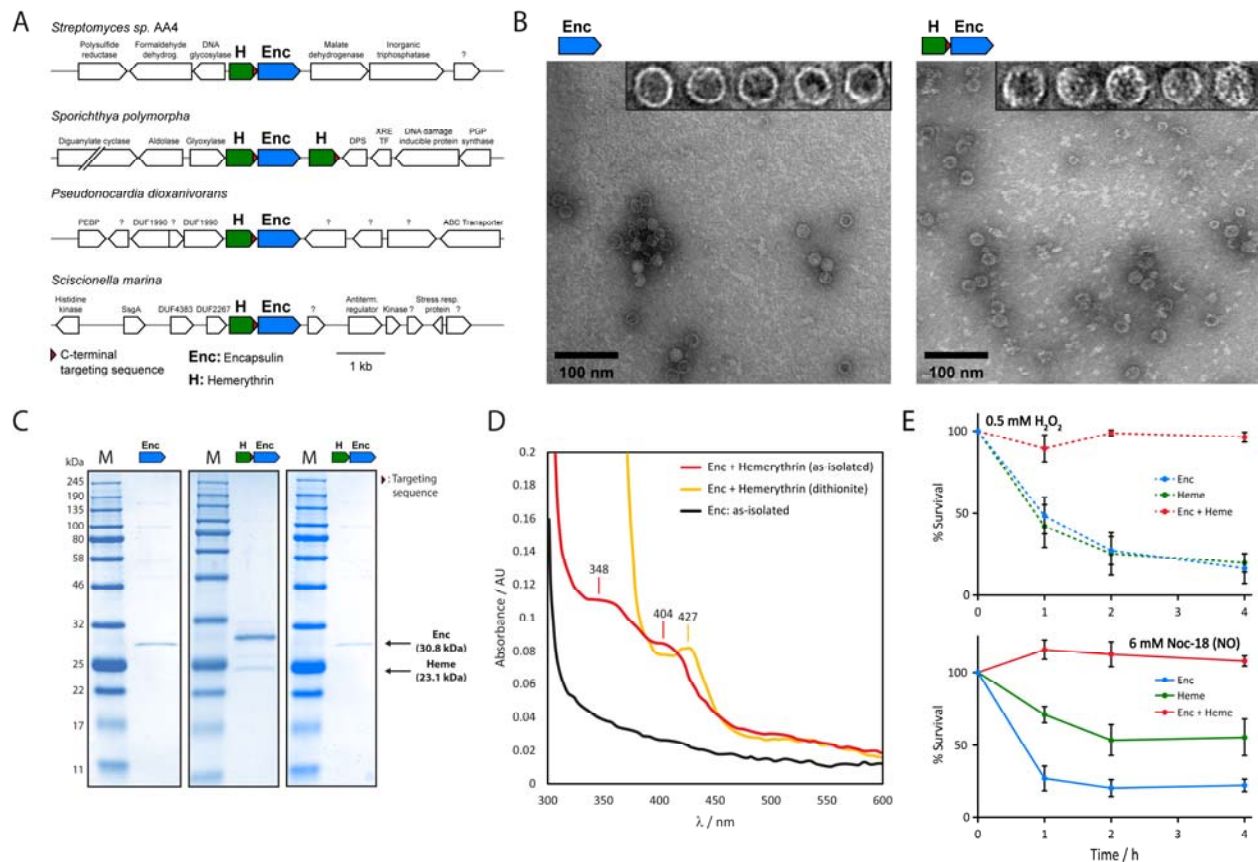 A
Streptomyces sp. AA4
Polysulfide reductase
Formaldehyde dehydrog.
DNA glycosylase
H
Enc
Malate dehydrogenase
Inorganic triphosphatase
?
Sporichthya polymorpha
Diguanylate cyclase
Aldolase
Glyoxylase
H
Enc
H
DPS
XRE TF
DNA damage inducible protein
PGP synthase
Pseudonocardia dioxanivorans
PEBP
?
DUF1990
?
DUF1990
H
Enc
?
?
?
ABC Transporter
Sciscionella marina
Histidine kinase
SsgA
DUF4383
DUF2267
H
Enc
?
Antiterm. regulator
Kinase
?
Stress resp. protein
?
C-terminal targeting sequence
Enc: Encapsulin
H: Hemerythrin
1 kb
B
Enc
100 nm
H
Enc
100 nm
C
kDa
M
Enc
M
H
Enc
M
H
Enc
: Targeting sequence
245
190
135
100
80
58
46
32
25
22
17
11
Enc
(30.8 kDa)
Heme
(23.1 kDa)
D
Absorbance / AU
0.2
0.18
0.16
0.14
0.12
0.1
0.08
0.06
0.04
0.02
0
Enc + Hemerythrin (as-isolated)
Enc + Hemerythrin (dithionite)
Enc: as-isolated
348
404
427
300
350
400
450
500
550
600
λ / nm
E
0.5 mM H₂O₂
% Survival
100
50
0
Enc
Heme
Enc + Heme
0
1
2
3
4
6 mM Noc-18 (NO)
% Survival
100
50
0
Enc
Heme
Enc + Heme
0
1
2
3
4
Time / h